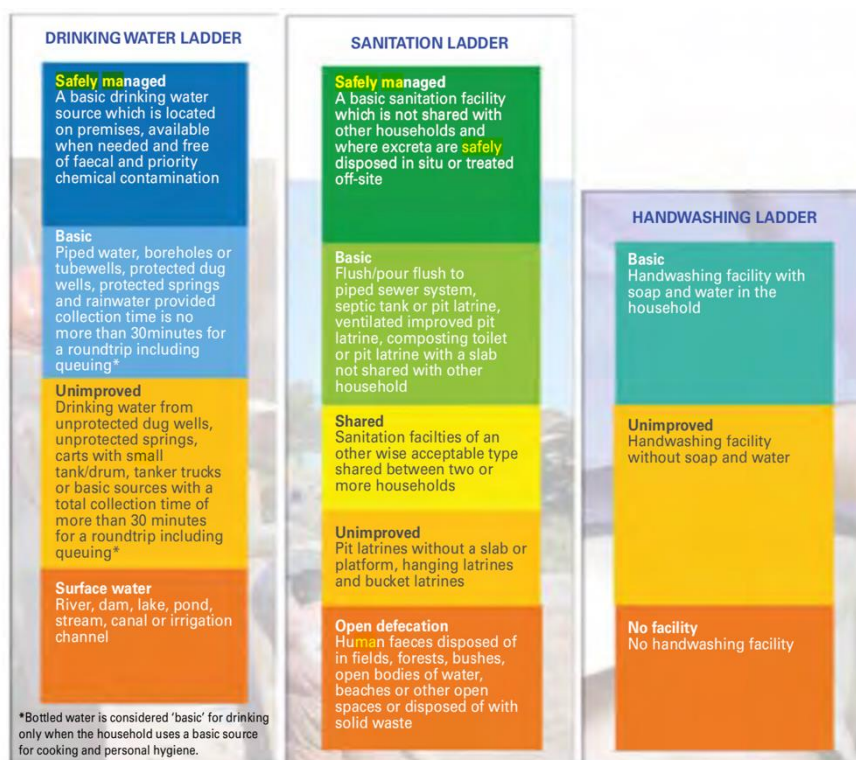 DRINKING WATER LADDER
Safely managed
A basic drinking water
source which is located
on premises, available
when needed and free
of faecal and priority
chemical contamination
Basic
Piped water, boreholes or
tubewells, protected dug
wells, protected springs
and rainwater provided
collection time is no
more than 30minutes for
a roundtrip including
queuing*
Unimproved
Drinking water from
unprotected dug wells,
unprotected springs,
carts with small
tank/drum, tanker trucks
or basic sources with a
total collection time of
more than 30 minutes
for a roundtrip including
queuing*
Surface water
River, dam, lake, pond,
stream, canal or irrigation
channel
*Bottled water is considered 'basic' for drinking
only when the household uses a basic source
for cooking and personal hygiene.
SANITATION LADDER
Safely managed
A basic sanitation facility
which is not shared with
other households and
where excreta are safely
disposed in situ or treated
off-site
Basic
Flush/pour flush to
piped sewer system,
septic tank or pit latrine,
ventilated improved pit
latrine, composting toilet
or pit latrine with a slab
not shared with other
household
Shared
Sanitation facilties of an
other wise acceptable type
shared between two or
more households
Unimproved
Pit latrines without a slab or
platform, hanging latrines
and bucket latrines
Open defecation
Human faeces disposed of
in fields, forests, bushes,
open bodies of water,
beaches or other open
spaces or disposed of with
solid waste
HANDWASHING LADDER
Basic
Handwashing facility with
soap and water in the
household
Unimproved
Handwashing facility
without soap and water
No facility
No handwashing facility